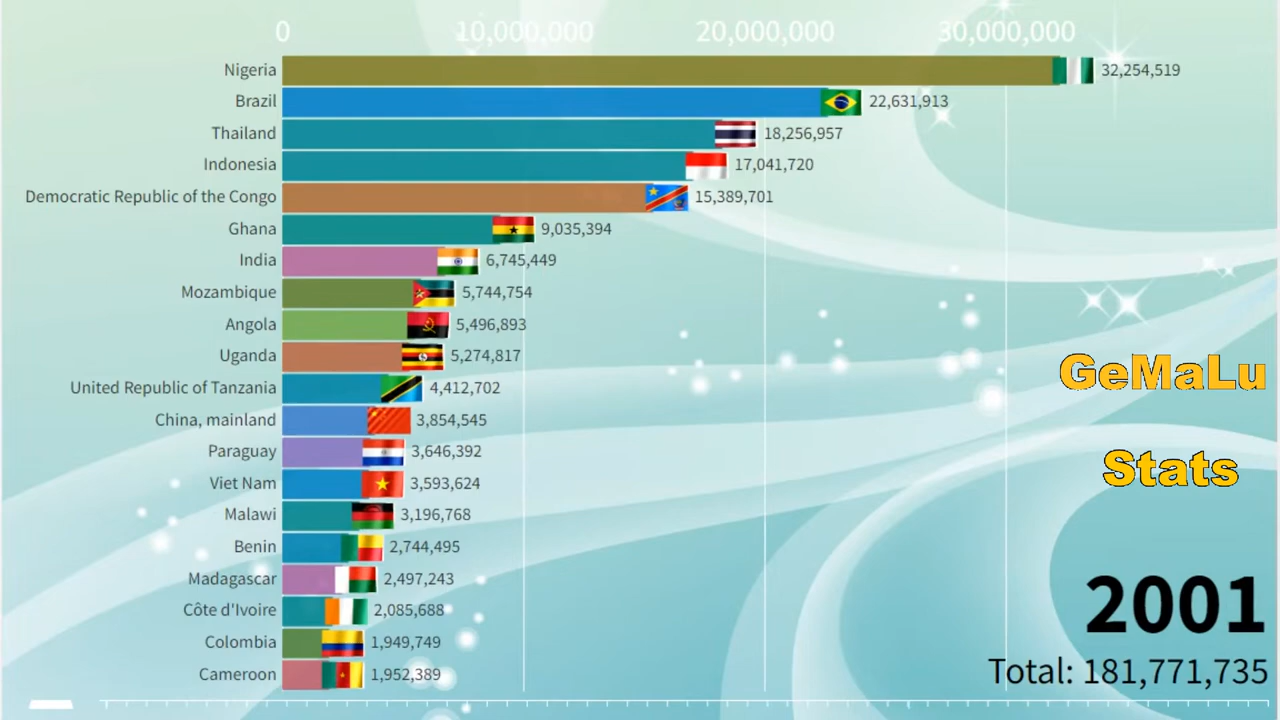 0 10,000,000 20,000,000 30,000,000
Nigeria 32,254,519
Brazil 22,631,913
Thailand 18,256,957
Indonesia 17,041,720
Democratic Republic of the Congo 15,389,701
Ghana 9,035,394
India 6,745,449
Mozambique 5,744,754
Angola 5,496,893
Uganda 5,274,817
United Republic of Tanzania 4,412,702
China, mainland 3,854,545
Paraguay 3,646,392
Viet Nam 3,593,624
Malawi 3,196,768
Benin 2,744,495
Madagascar 2,497,243
Côte d'Ivoire 2,085,688
Colombia 1,949,749
Cameroon 1,952,389
GeMaLu
Stats
2001
Total: 181,771,735